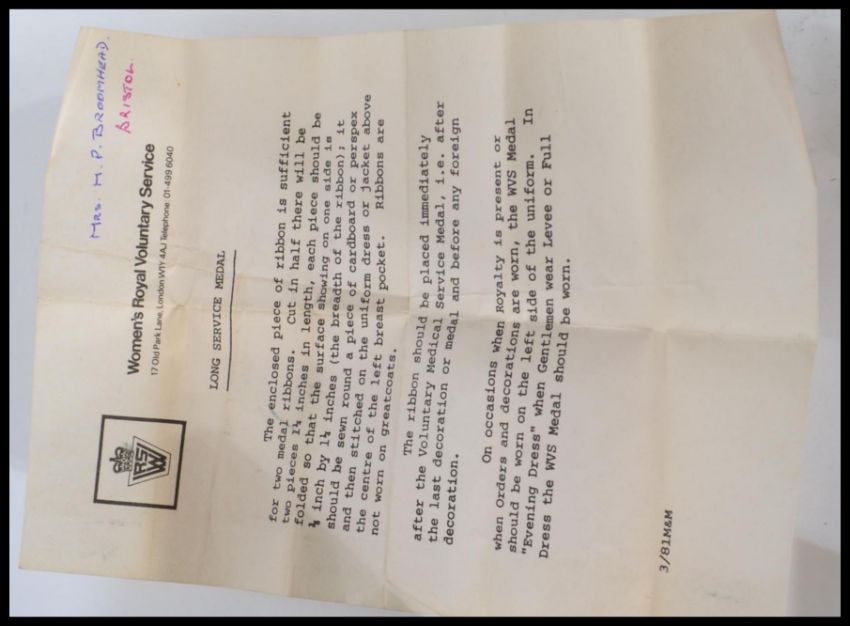 MRS. M. P. BROOMHEAD.
BRISTOL.
Women's Royal Voluntary Service
17 Old Park Lane, London W1Y 4AJ Telephone: 01-499 6040
WRVS
LONG SERVICE MEDAL
The enclosed piece of ribbon is sufficient
for two medal ribbons. Cut in half there will be
two pieces 1¼ inches in length, each piece should be
folded so that the surface showing on one side is
inch by 1¼ inches (the breadth of the ribbon); it
should be sewn round a piece of cardboard or perspex
and then stitched on the uniform dress or jacket above
the centre of the left breast pocket. Ribbons are
not worn on greatcoats.
The ribbon should be placed immediately
after the Voluntary Medical Service Medal, i.e. after
the last decoration or medal and before any foreign
decoration.
On occasions when Royalty is present or
when Orders and decorations are worn, the WVS Medal
should be worn on the left side of the uniform. In
"Evening Dress" when Gentlemen wear Levee or Full
Dress the WVS Medal should be worn.
3/81M&M